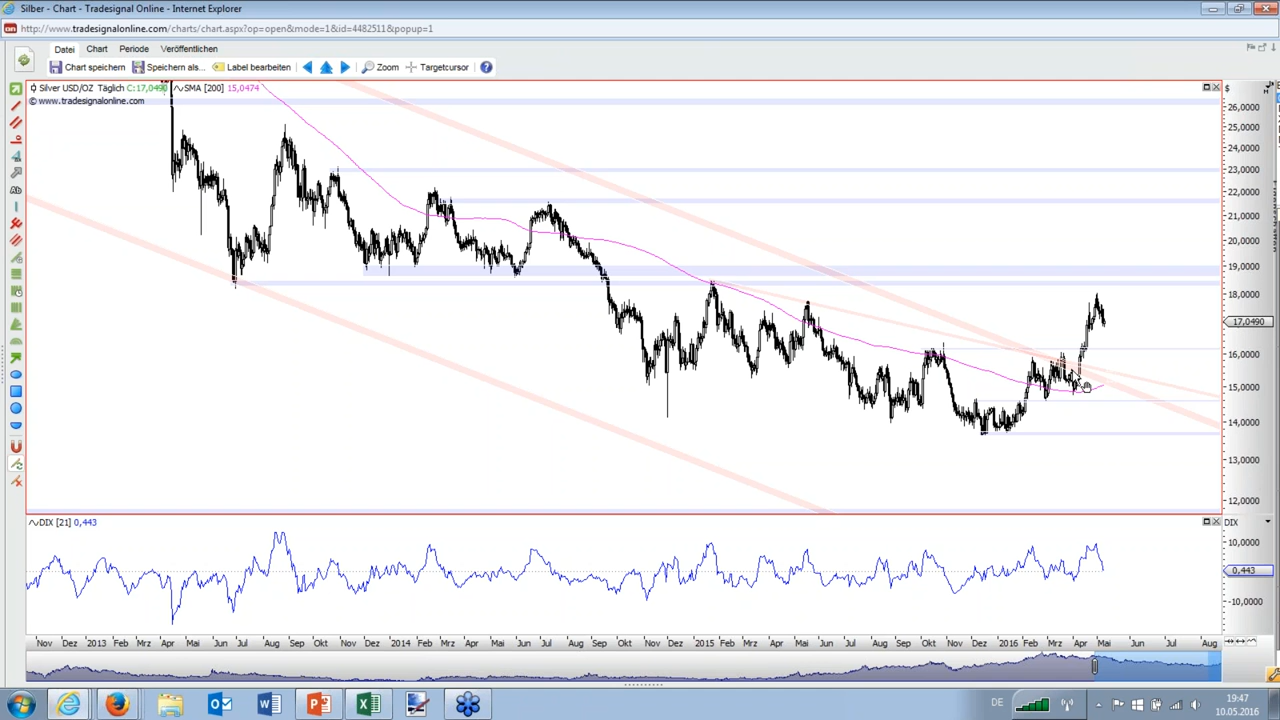 Silber - Chart - Tradesignal Online - Internet Explorer
http://www.tradesignalonline.com/charts/chart.aspx?op=open&mode=1&id=4482511&popup=1
Datei Chart Periode Veröffentlichen
Chart speichern Speichern als... Label bearbeiten Zoom Targetcursor ?
Silver USD/OZ Täglich C:17,0490 SMA [200] 15,0474 $
© www.tradesignalonline.com
26,0000
25,0000
24,0000
23,0000
22,0000
21,0000
20,0000
19,0000
18,0000
17,0490
16,0000
15,0000
14,0000
13,0000
12,0000
Ab
DIX [21] 0,443 DIX
10,0000
0,443
-10,0000
Nov Dez 2013 Feb Mrz Apr Mai Jul Aug Sep Okt Nov Dez 2014 Feb Mrz Apr Mai Jun Jul Aug Sep Okt Nov Dez 2015 Feb Mrz Apr Mai Jun Jul Aug Sep Okt Nov Dez 2016 Feb Mrz Apr Mai Jun Jul Aug
DE 19:47
10.05.2016